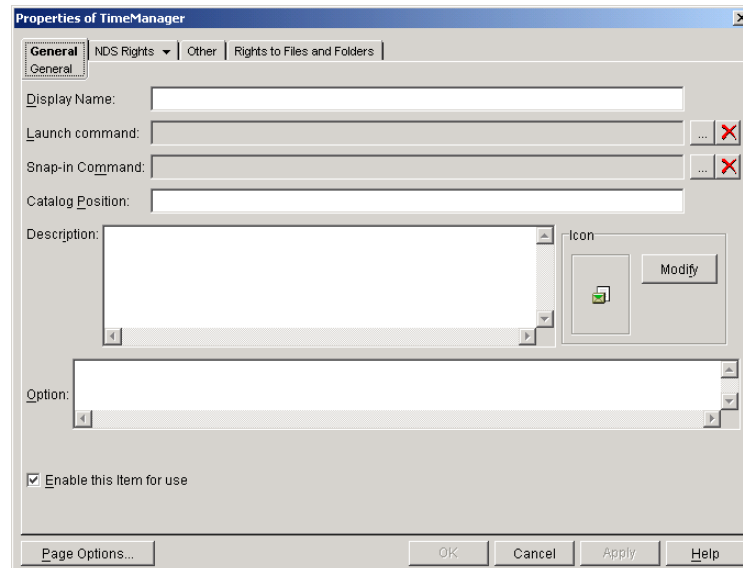 Properties of TimeManager
General NDS Rights Other Rights to Files and Folders
General
Display Name:
Launch command: ...
Snap-in Command: ...
Catalog Position:
Description:
Icon
Modify
Option:
Enable this Item for use
Page Options... OK Cancel Apply Help